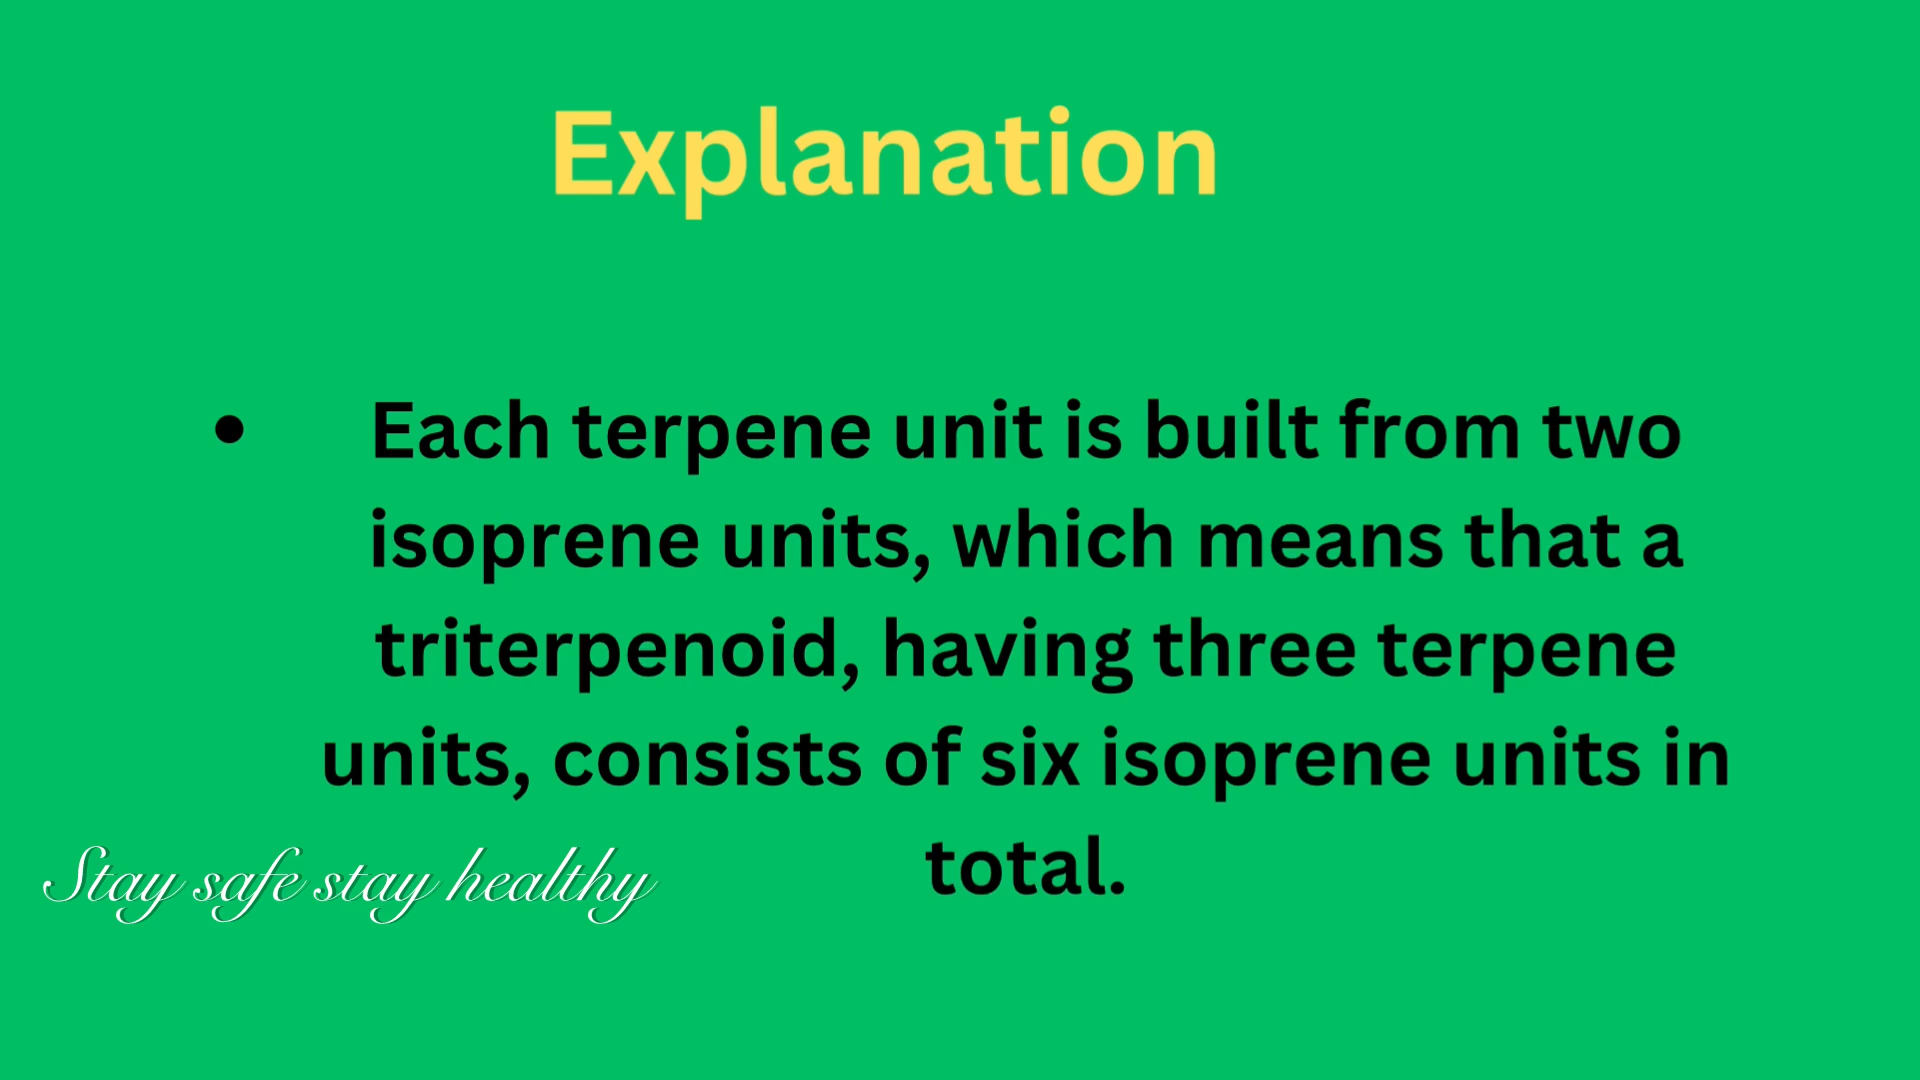 Explanation
• Each terpene unit is built from two
isoprene units, which means that a
triterpenoid, having three terpene
units, consists of six isoprene units in
total.
Stay safe stay healthy